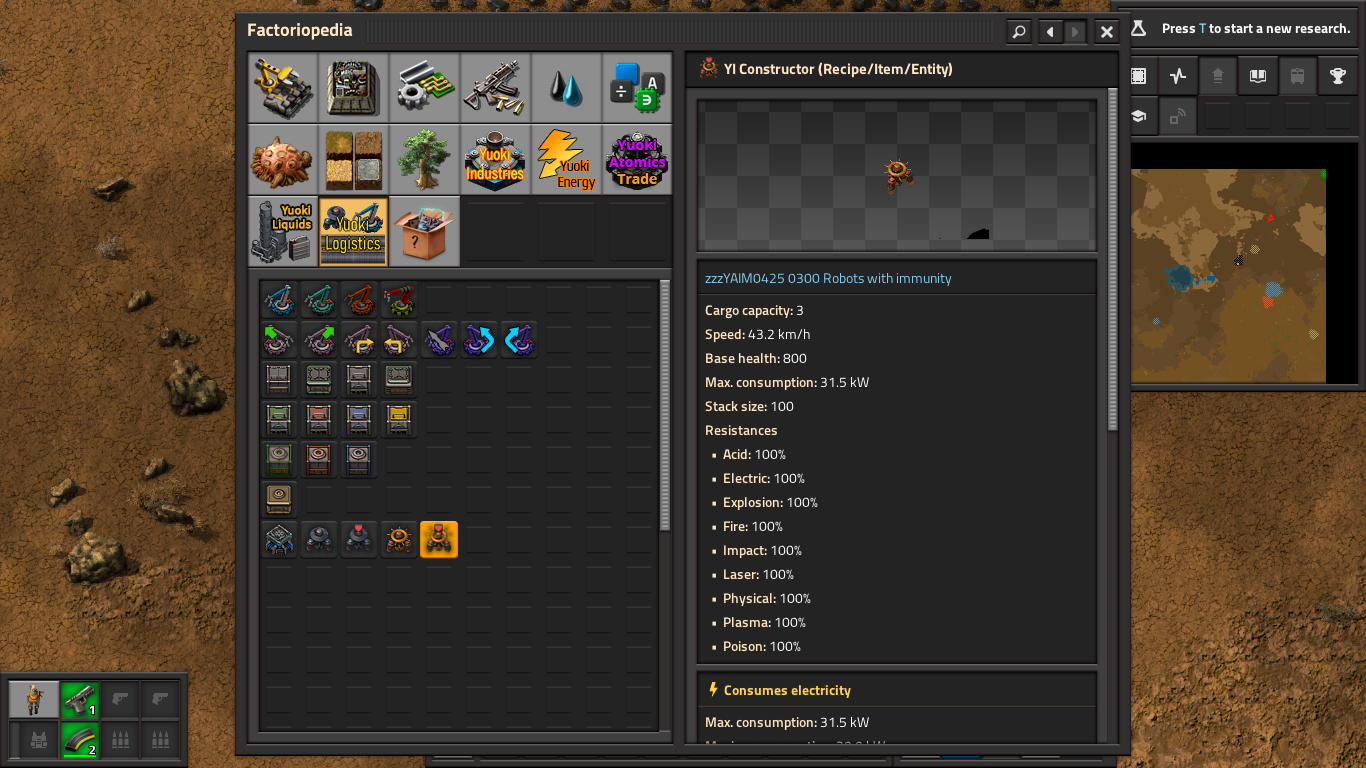 Factoriopedia
Press T to start a new research.
A
Yuoki
Industries
Yuoki
Energy
Yuoki
Atomics
Trade
Yuoki
Liquids
Yuoki
Logistics
?
YI Constructor (Recipe/Item/Entity)
zzzYAIM0425 0300 Robots with immunity
Cargo capacity: 3
Speed: 43.2 km/h
Base health: 800
Max. consumption: 31.5 kW
Stack size: 100
Resistances
▪ Acid: 100%
▪ Electric: 100%
▪ Explosion: 100%
▪ Fire: 100%
▪ Impact: 100%
▪ Laser: 100%
▪ Physical: 100%
▪ Plasma: 100%
▪ Poison: 100%
Consumes electricity
Max. consumption: 31.5 kW
1
2